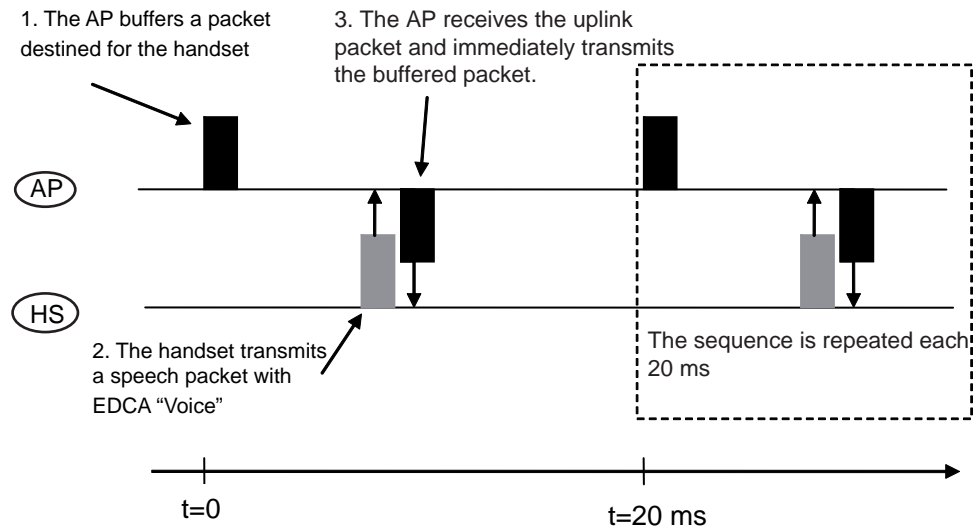 1. The AP buffers a packet
destined for the handset
3. The AP receives the uplink
packet and immediately transmits
the buffered packet.
AP
HS
2. The handset transmits
a speech packet with
EDCA “Voice”
The sequence is repeated each
20 ms
t=0
t=20 ms